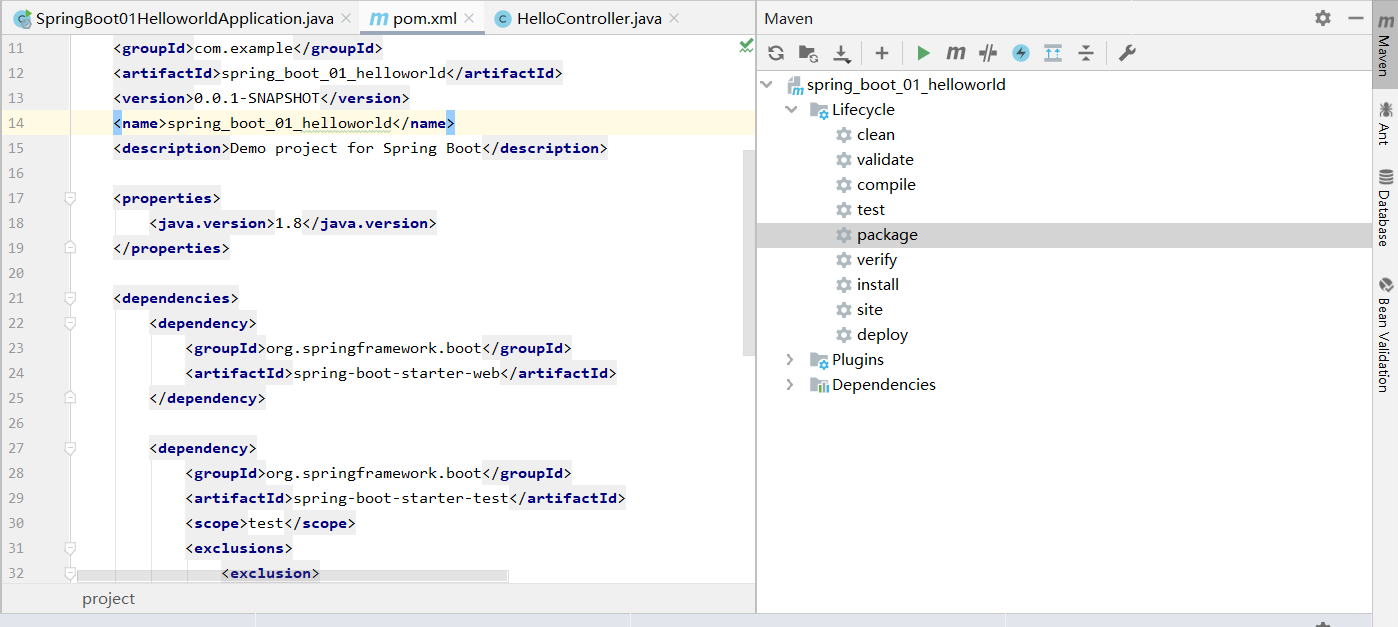 SpringBoot01HelloworldApplication.java
pom.xml
HelloController.java
11 <groupId>com.example</groupId>
12 <artifactId>spring_boot_01_helloworld</artifactId>
13 <version>0.0.1-SNAPSHOT</version>
14 <name>spring_boot_01_helloworld</name>
15 <description>Demo project for Spring Boot</description>
16
17 <properties>
18 <java.version>1.8</java.version>
19 </properties>
20
21 <dependencies>
22 <dependency>
23 <groupId>org.springframework.boot</groupId>
24 <artifactId>spring-boot-starter-web</artifactId>
25 </dependency>
26
27 <dependency>
28 <groupId>org.springframework.boot</groupId>
29 <artifactId>spring-boot-starter-test</artifactId>
30 <scope>test</scope>
31 <exclusions>
32 <exclusion>
project
Maven
spring_boot_01_helloworld
Lifecycle
clean
validate
compile
test
package
verify
install
site
deploy
Plugins
Dependencies
Maven
Ant
Database
Bean Validation